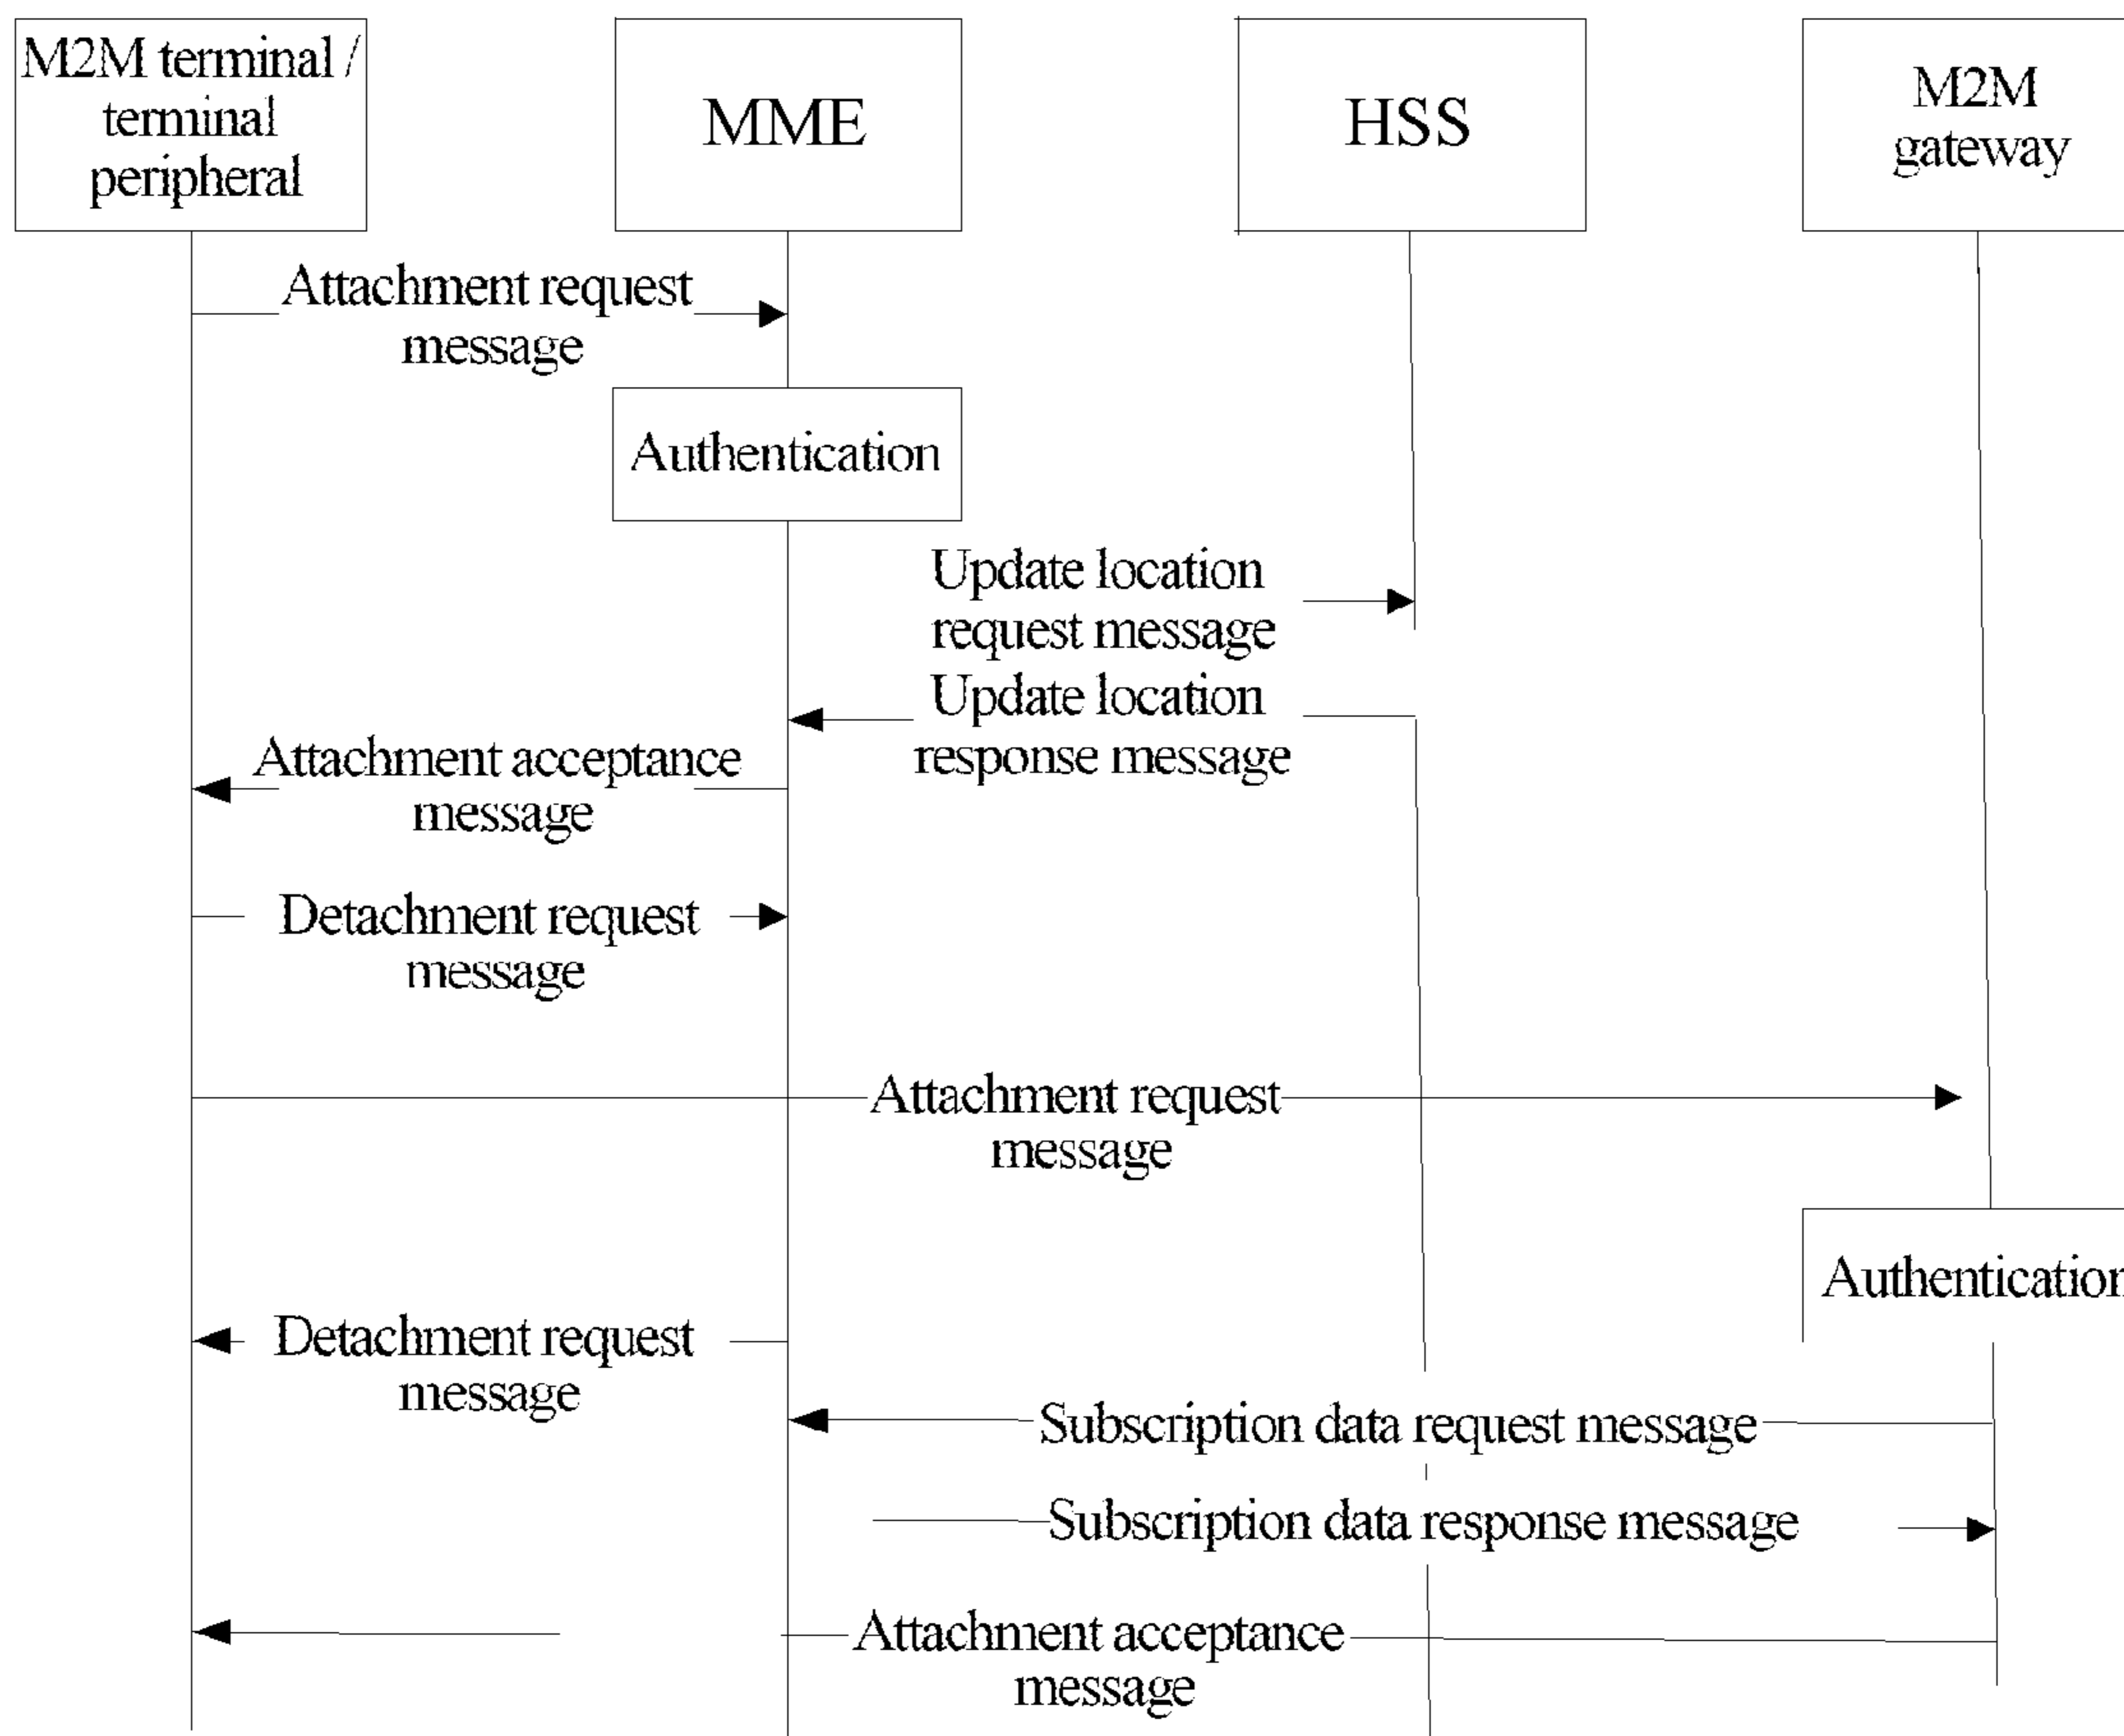 M2M terminal /
terminal
peripheral
MME
HSS
M2M
gateway
Attachment request
message
Authentication
Update location
request message
Update location
response message
Attachment acceptance
message
Detachment request
message
Attachment request
message
Authentication
Detachment request
message
Subscription data request message
Subscription data response message
Attachment acceptance
message